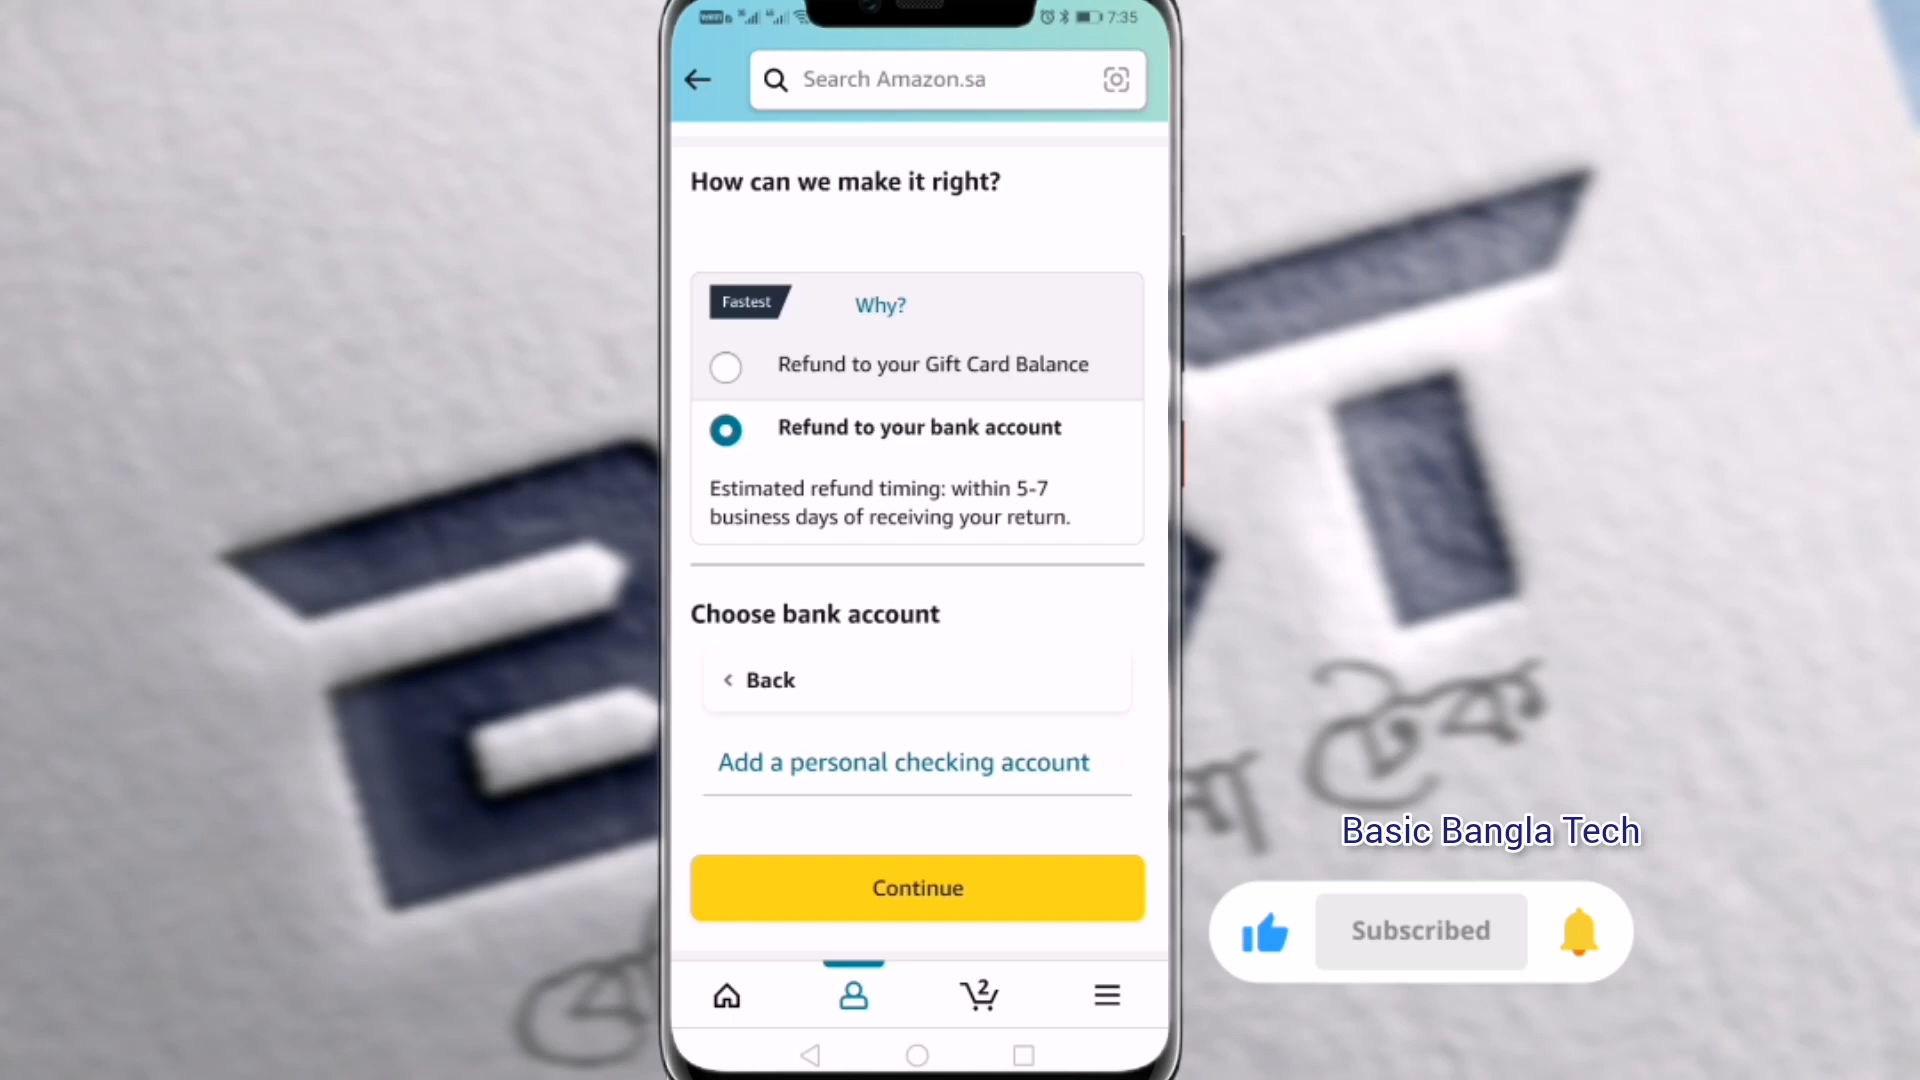 7:35
Search Amazon.sa
How can we make it right?
Fastest
Why?
Refund to your Gift Card Balance
Refund to your bank account
Estimated refund timing: within 5-7
business days of receiving your return.
Choose bank account
Back
Add a personal checking account
Continue
2
টেক
Basic Bangla Tech
Subscribed